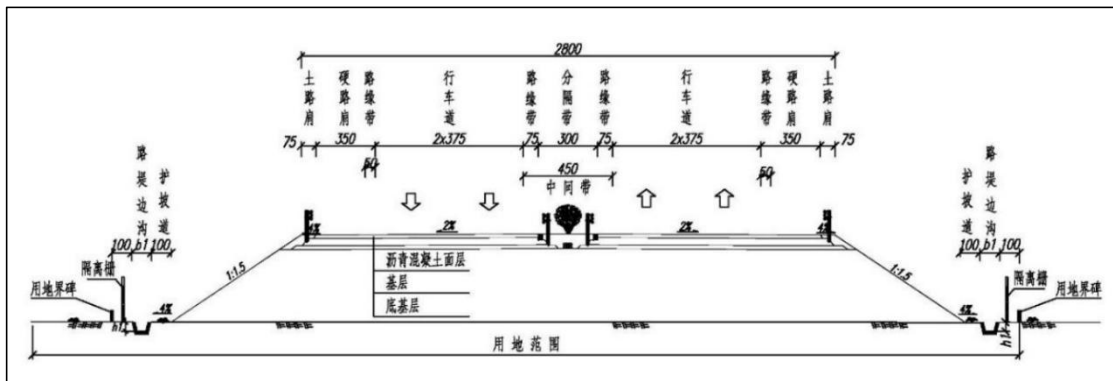 2800
土路肩 硬路肩 路缘带 行车道 路缘带 分隔带 路缘带 行车道 路缘带 硬路肩 土路肩
75 350 2x375 75 300 75 2x375 350 75
50 450 50
中间带
路堤边沟 护坡道 护坡道 路堤边沟
100 b1 100 100 b1 100
4% 2% 2% 4%
隔离栅 隔离栅
用地界碑 用地界碑
1:1.5 1:1.5
沥青混凝土面层
基层
底基层
4% 4%
h1 h1
用地范围